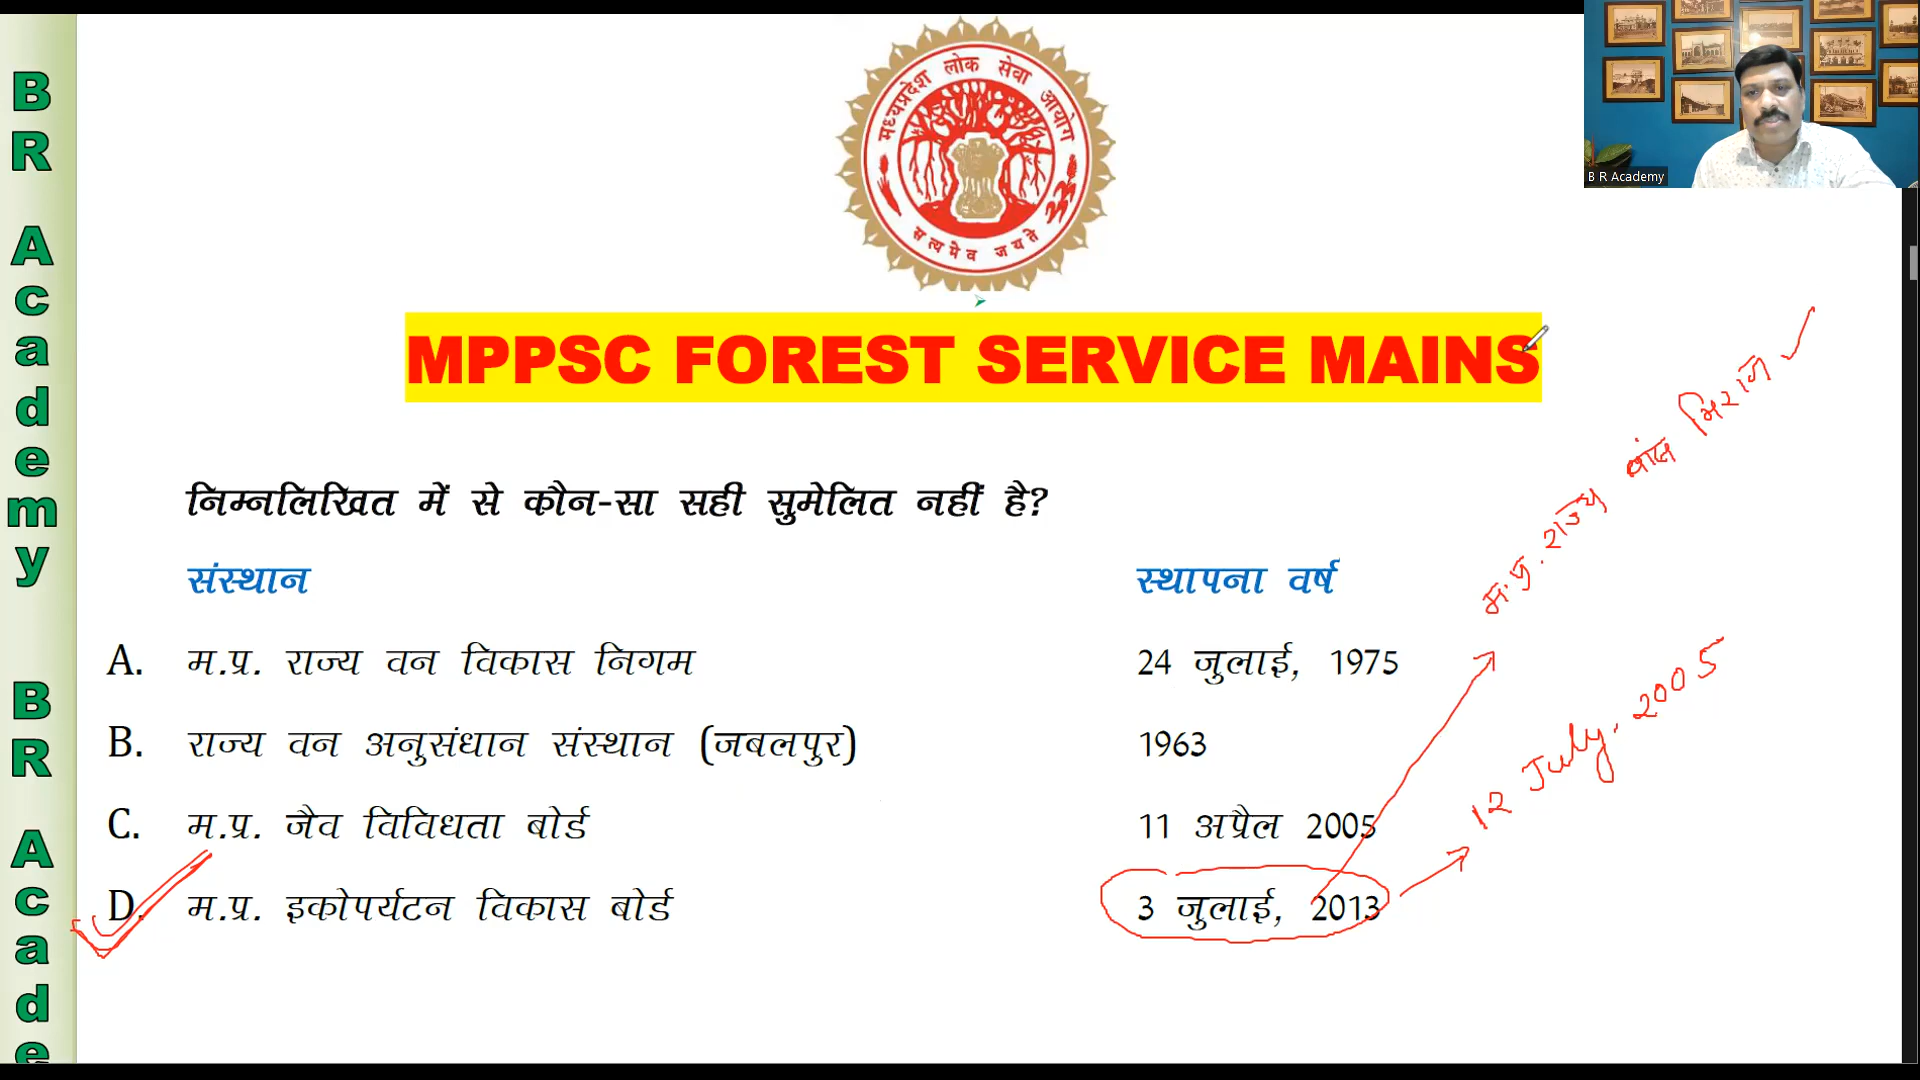 B R Academy
B R Acade
मध्यप्रदेश लोक सेवा आयोग
सत्यमेव जयते
B R Academy
MPPSC FOREST SERVICE MAINS
निम्नलिखित में से कौन-सा सही सुमेलित नहीं है?
संस्थान स्थापना वर्ष
A. म.प्र. राज्य वन विकास निगम 24 जुलाई, 1975
B. राज्य वन अनुसंधान संस्थान (जबलपुर) 1963
C. म.प्र. जैव विविधता बोर्ड 11 अप्रैल 2005
D. म.प्र. इकोपर्यटन विकास बोर्ड 3 जुलाई, 2013
म.प्र. राज्य बांस मिशन
12 July. 2005